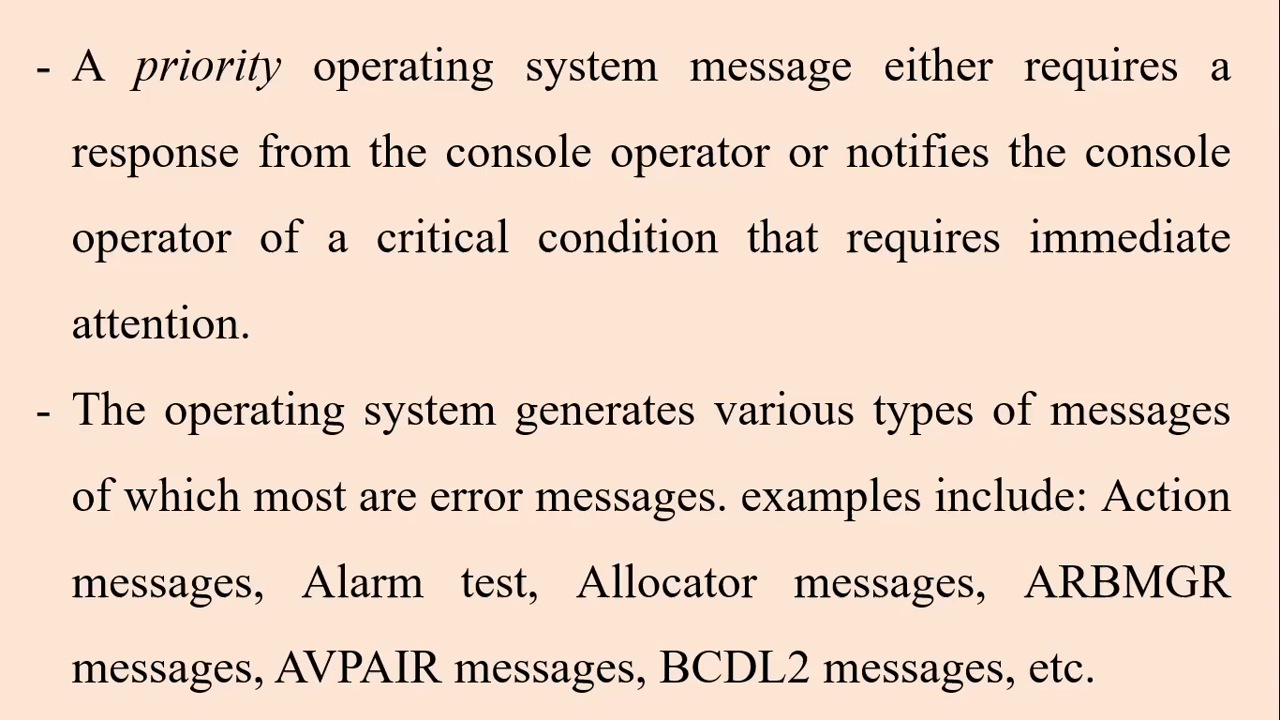 - A priority operating system message either requires a
response from the console operator or notifies the console
operator of a critical condition that requires immediate
attention.
- The operating system generates various types of messages
of which most are error messages. examples include: Action
messages, Alarm test, Allocator messages, ARBMGR
messages, AVPAIR messages, BCDL2 messages, etc.